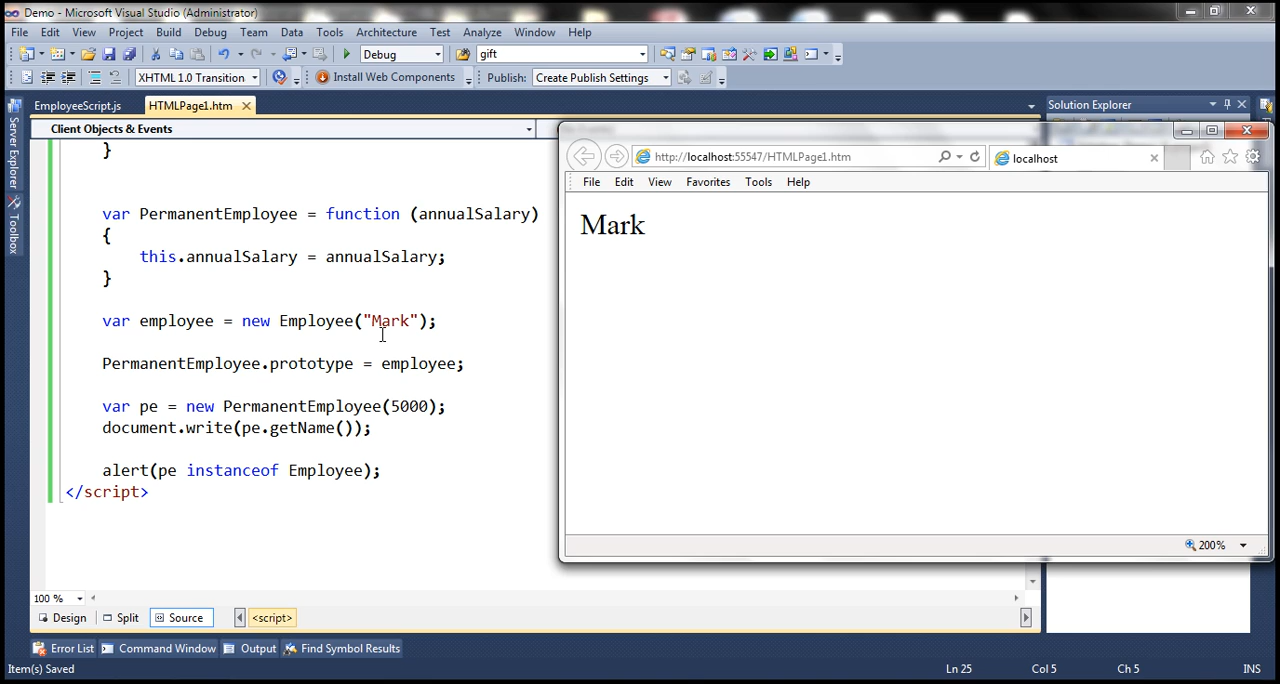 Demo - Microsoft Visual Studio (Administrator)
File Edit View Project Build Debug Team Data Tools Architecture Test Analyze Window Help
Debug gift
XHTML 1.0 Transition Install Web Components Publish: Create Publish Settings
EmployeeScript.js HTMLPage1.htm Solution Explorer
Client Objects & Events
Server Explorer
Toolbox
}
var PermanentEmployee = function (annualSalary)
{
this.annualSalary = annualSalary;
}
var employee = new Employee("Mark");
PermanentEmployee.prototype = employee;
var pe = new PermanentEmployee(5000);
document.write(pe.getName());
alert(pe instanceof Employee);
</script>
http://localhost:55547/HTMLPage1.htm localhost
File Edit View Favorites Tools Help
Mark
200%
100 %
Design Split Source <script>
Error List Command Window Output Find Symbol Results
Item(s) Saved Ln 25 Col 5 Ch 5 INS